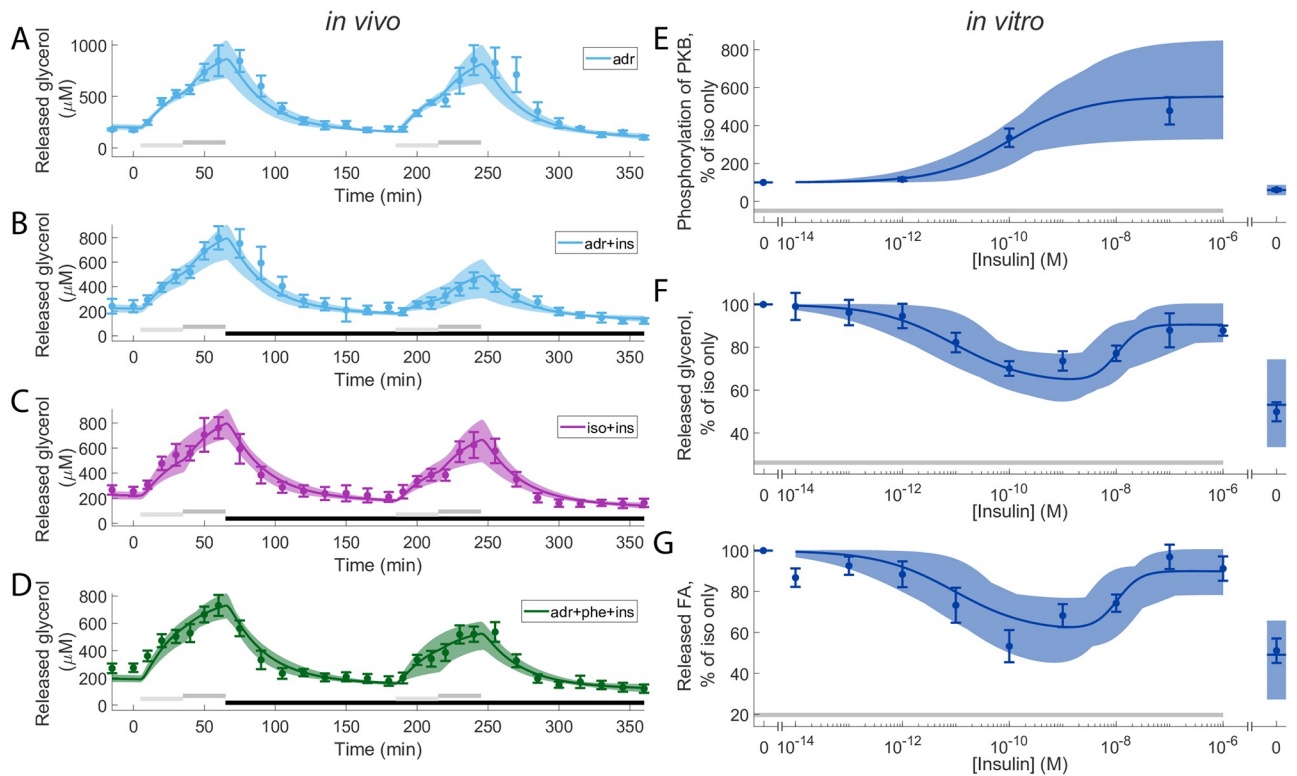 in vivo
A
Released glycerol
(μM)
1000
500
0
adr
0 50 100 150 200 250 300 350
Time (min)
B
Released glycerol
(μM)
800
600
400
200
0
adr+ins
0 50 100 150 200 250 300 350
Time (min)
C
Released glycerol
(μM)
800
600
400
200
0
iso+ins
0 50 100 150 200 250 300 350
Time (min)
D
Released glycerol
(μM)
800
600
400
200
0
adr+phe+ins
0 50 100 150 200 250 300 350
Time (min)
in vitro
E
Phosphorylation of PKB,
% of iso only
800
600
400
200
0
0 10⁻¹⁴ 10⁻¹² 10⁻¹⁰ 10⁻⁸ 10⁻⁶ 0
[Insulin] (M)
F
Released glycerol,
% of iso only
100
80
60
40
0 10⁻¹⁴ 10⁻¹² 10⁻¹⁰ 10⁻⁸ 10⁻⁶ 0
[Insulin] (M)
G
Released FA,
% of iso only
100
80
60
40
20
0 10⁻¹⁴ 10⁻¹² 10⁻¹⁰ 10⁻⁸ 10⁻⁶ 0
[Insulin] (M)